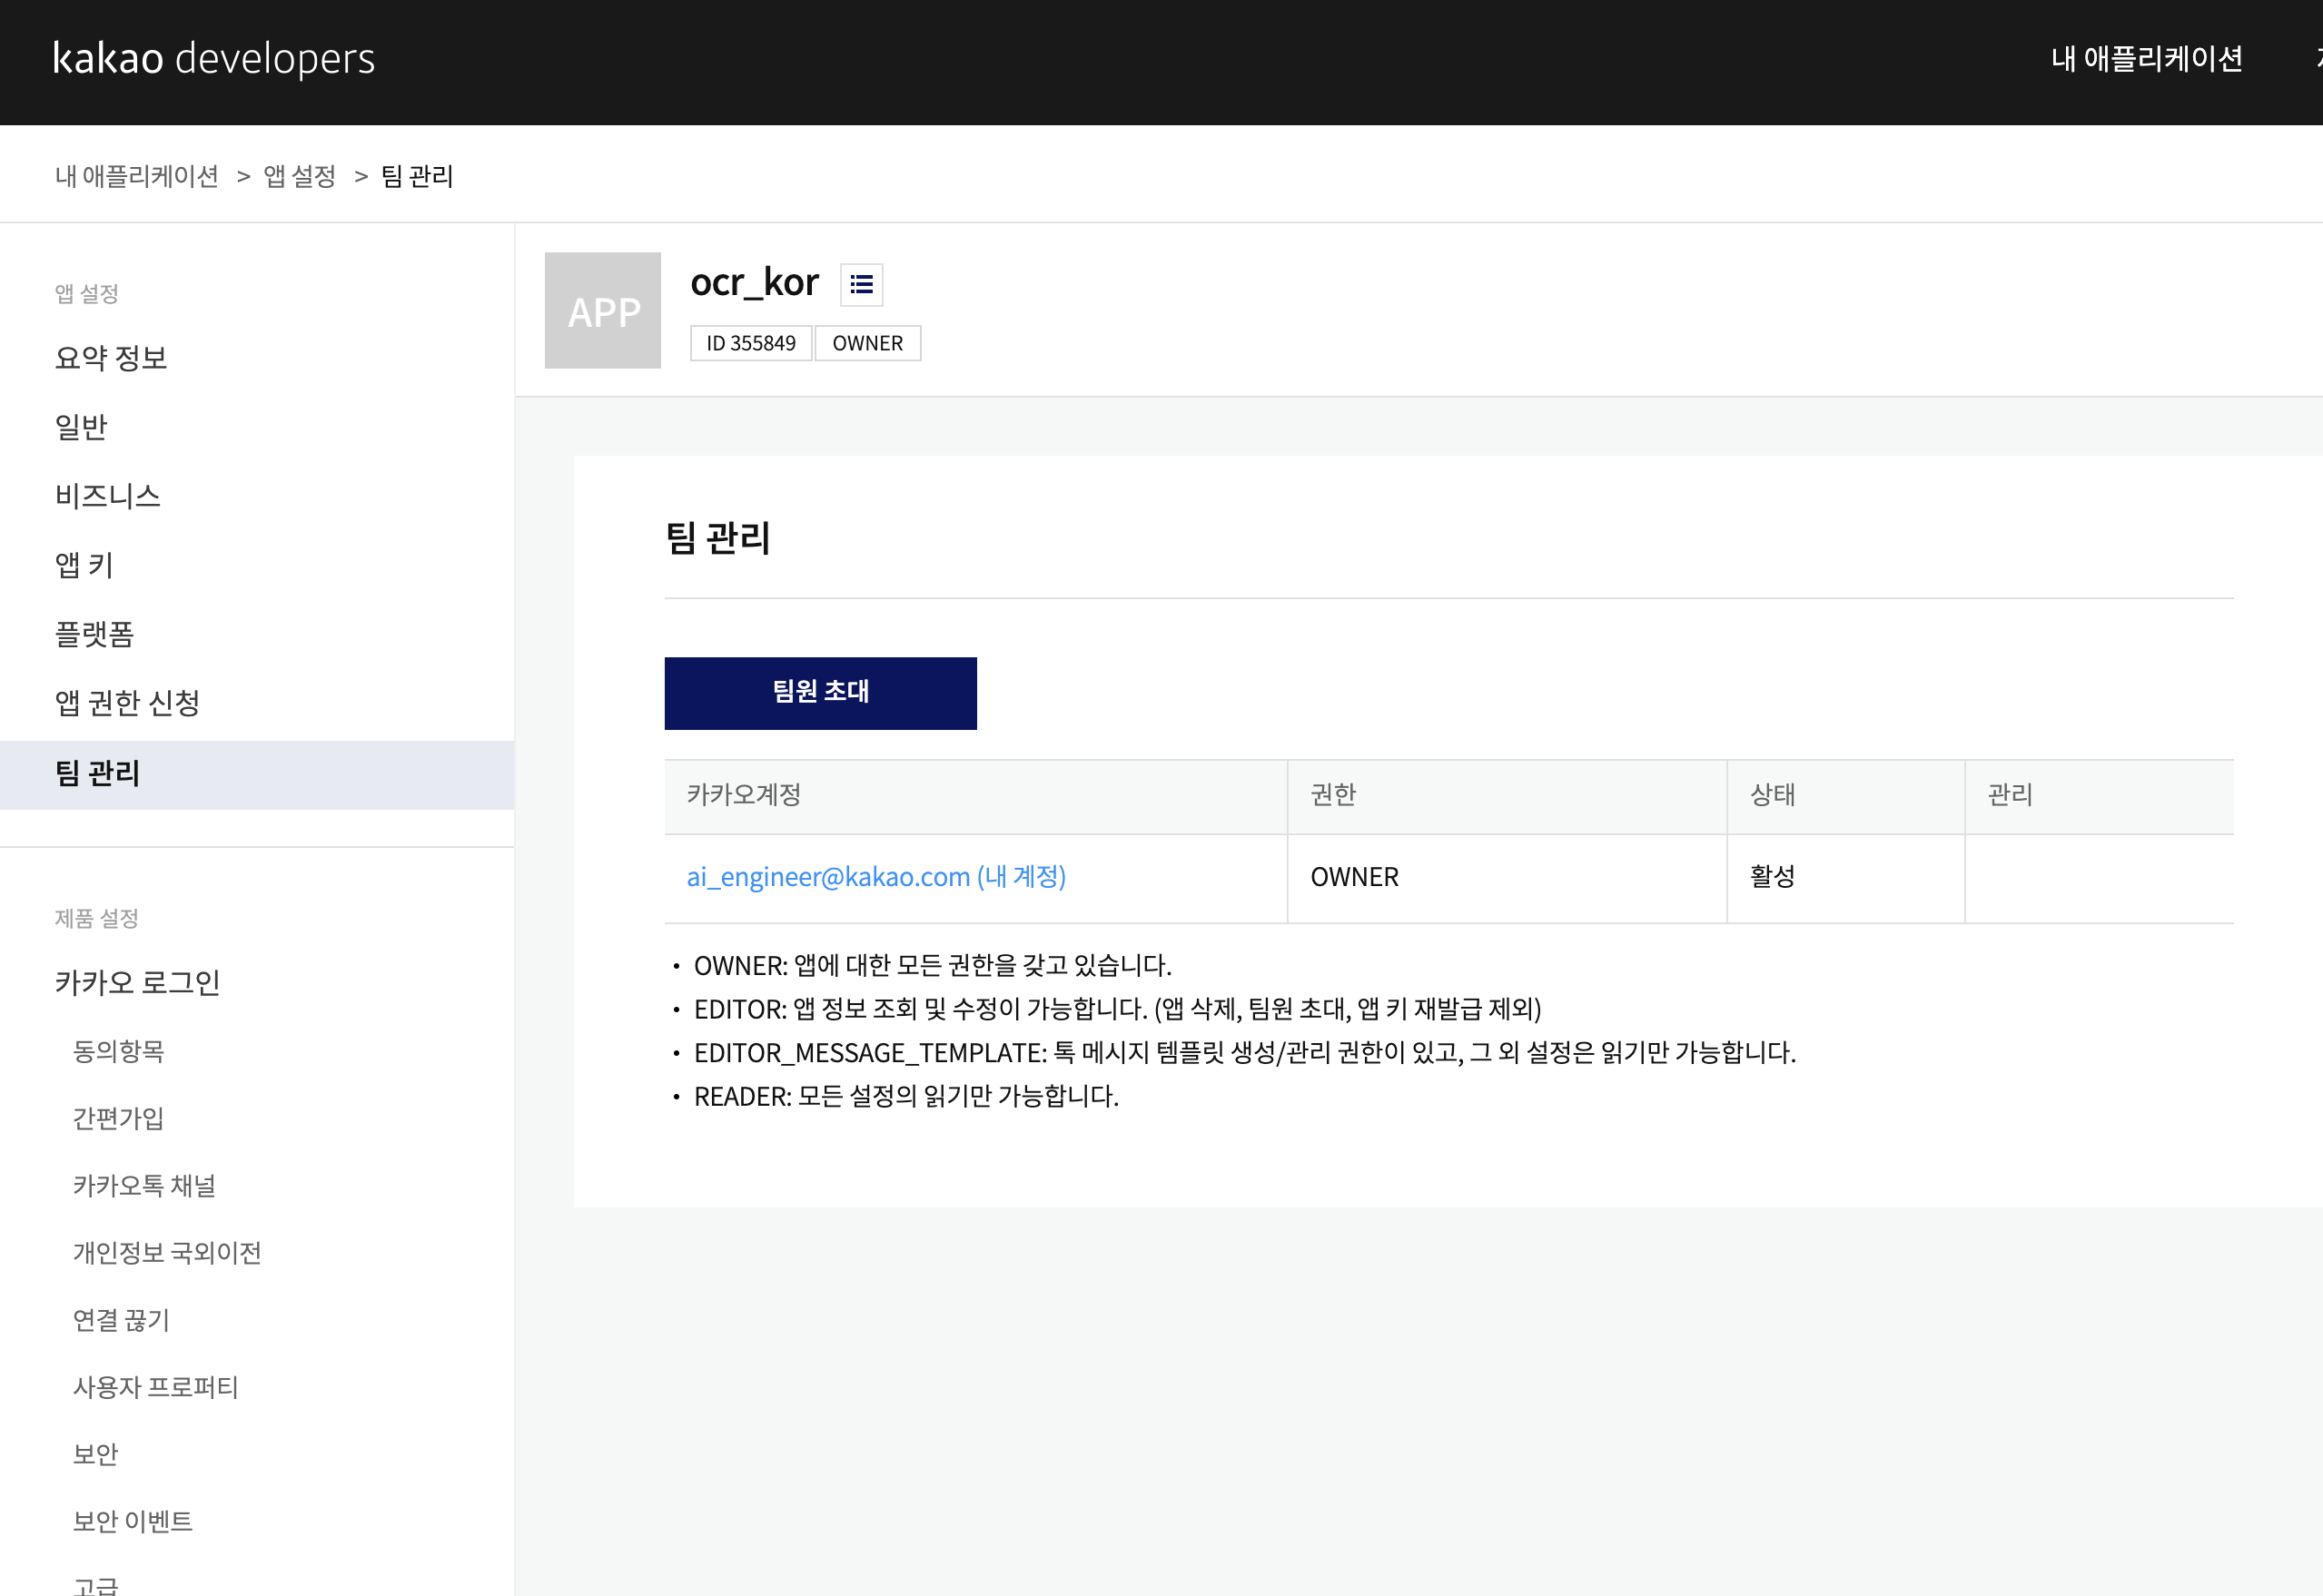 kakao developers
내 애플리케이션
내 애플리케이션 > 앱 설정 > 팀 관리
앱 설정
요약 정보
일반
비즈니스
앱 키
플랫폼
앱 권한 신청
팀 관리
제품 설정
카카오 로그인
동의항목
간편가입
카카오톡 채널
개인정보 국외이전
연결 끊기
사용자 프로퍼티
보안
보안 이벤트
고급
APP
ocr_kor
ID 355849 OWNER
팀 관리
팀원 초대
카카오계정 권한 상태 관리
ai_engineer@kakao.com (내 계정) OWNER 활성
• OWNER: 앱에 대한 모든 권한을 갖고 있습니다.
• EDITOR: 앱 정보 조회 및 수정이 가능합니다. (앱 삭제, 팀원 초대, 앱 키 재발급 제외)
• EDITOR_MESSAGE_TEMPLATE: 톡 메시지 템플릿 생성/관리 권한이 있고, 그 외 설정은 읽기만 가능합니다.
• READER: 모든 설정의 읽기만 가능합니다.